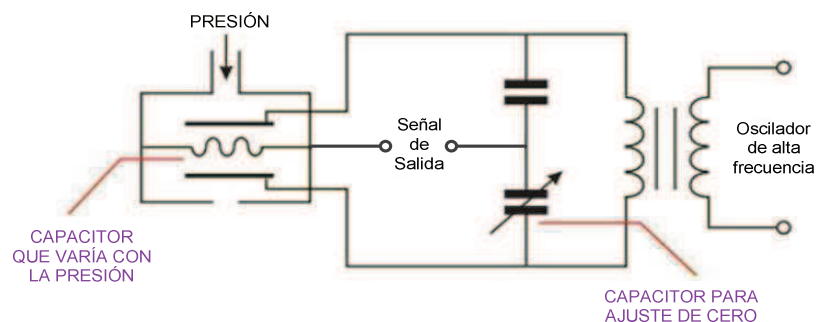 PRESIÓN
Señal
de
Salida
Oscilador
de alta
frecuencia
CAPACITOR
QUE VARÍA CON
LA PRESIÓN
CAPACITOR PARA
AJUSTE DE CERO